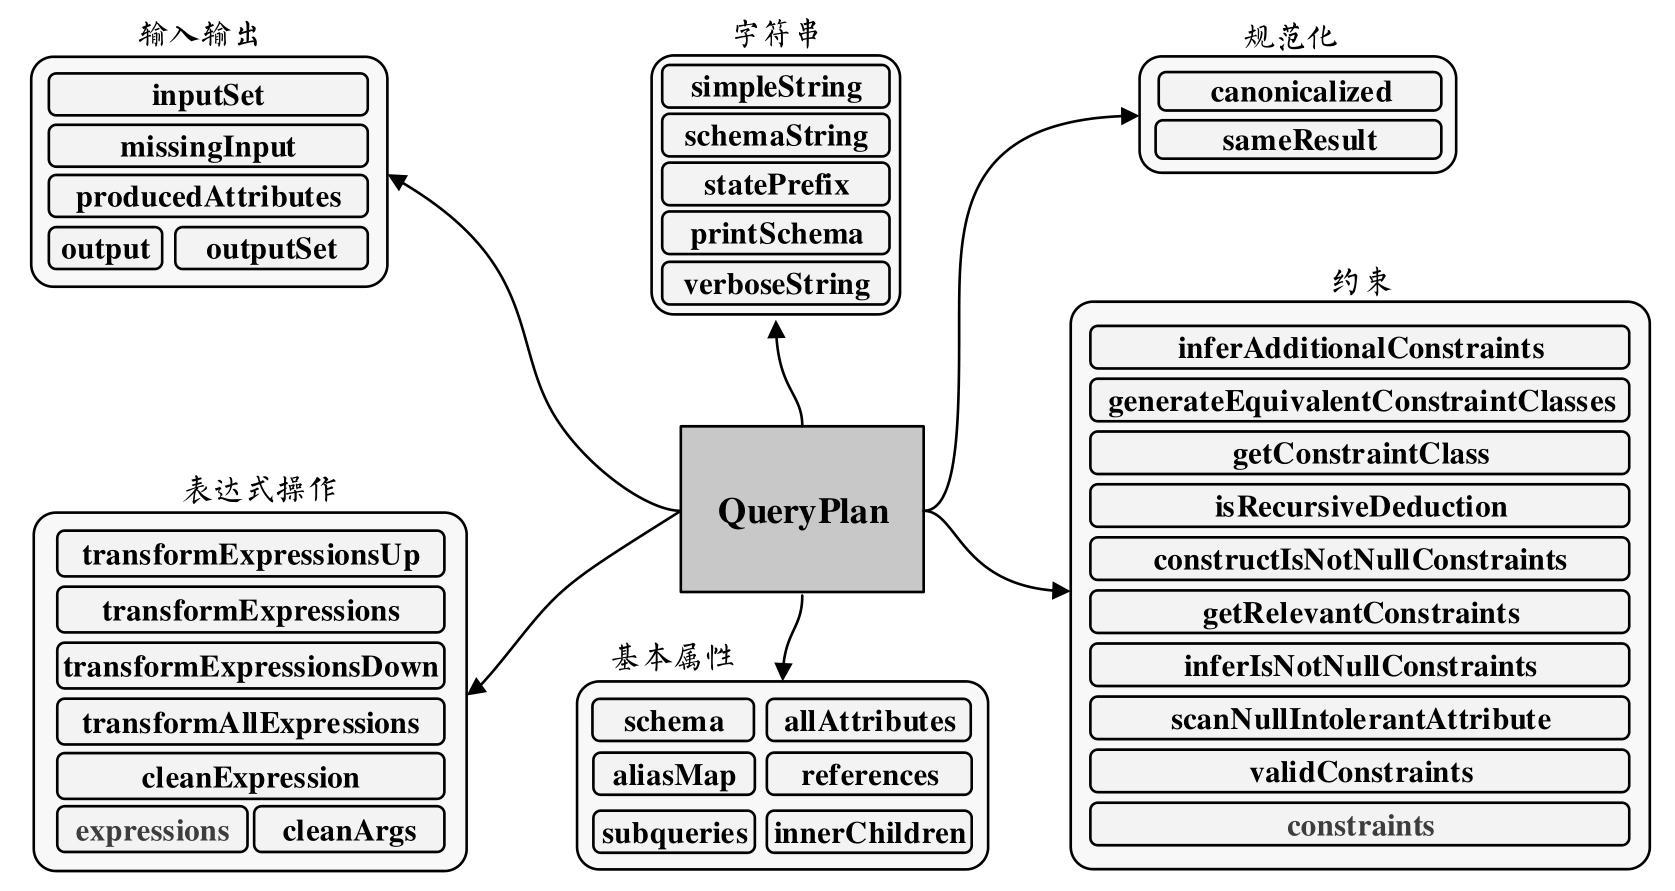 输入输出
inputSet
missingInput
producedAttributes
output outputSet
字符串
simpleString
schemaString
statePrefix
printSchema
verboseString
规范化
canonicalized
sameResult
QueryPlan
表达式操作
transformExpressionsUp
transformExpressions
transformExpressionsDown
transformAllExpressions
cleanExpression
expressions cleanArgs
基本属性
schema allAttributes
aliasMap references
subqueries innerChildren
约束
inferAdditionalConstraints
generateEquivalentConstraintClasses
getConstraintClass
isRecursiveDeduction
constructIsNotNullConstraints
getRelevantConstraints
inferIsNotNullConstraints
scanNullIntolerantAttribute
validConstraints
constraints